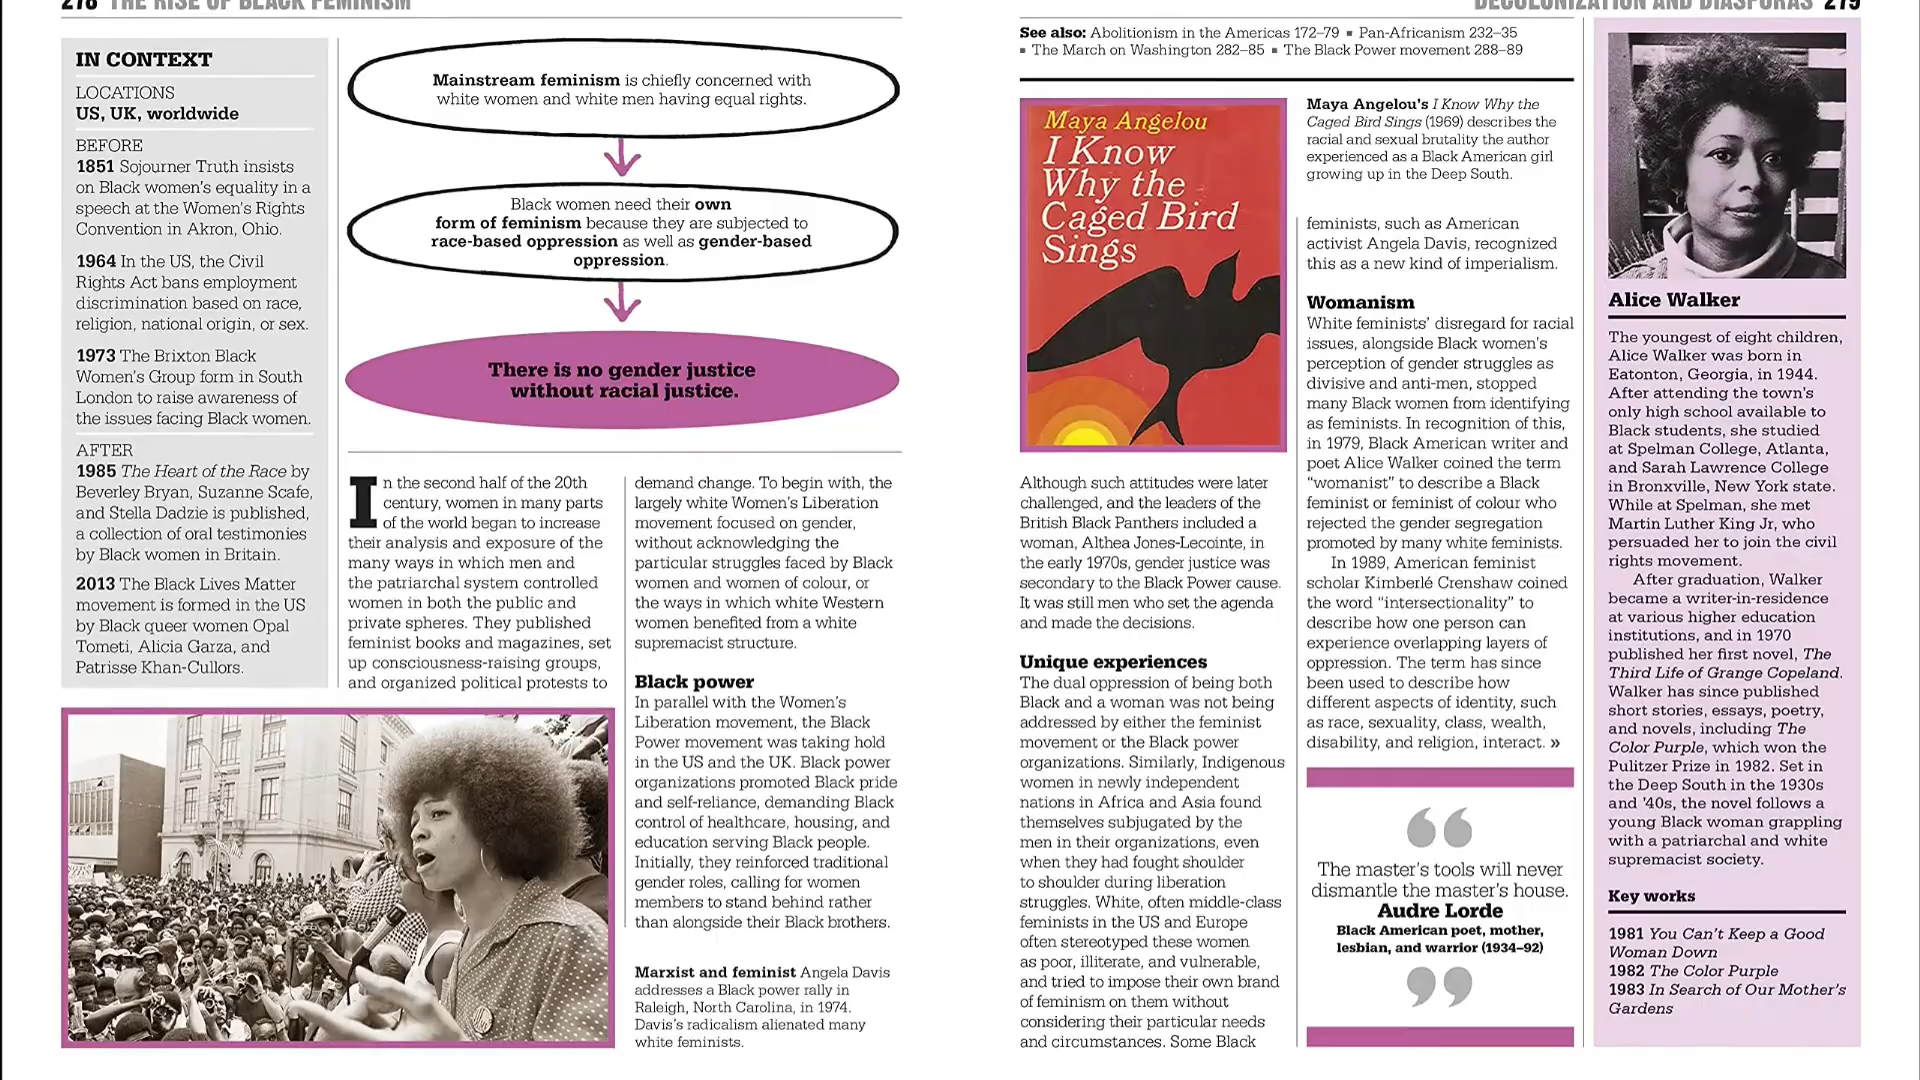 278 THE RISE OF BLACK FEMINISM
IN CONTEXT
LOCATIONS
US, UK, worldwide
BEFORE
1851 Sojourner Truth insists
on Black women's equality in a
speech at the Women's Rights
Convention in Akron, Ohio.
1964 In the US, the Civil
Rights Act bans employment
discrimination based on race,
religion, national origin, or sex.
1973 The Brixton Black
Women's Group form in South
London to raise awareness of
the issues facing Black women.
AFTER
1985 The Heart of the Race by
Beverley Bryan, Suzanne Scafe,
and Stella Dadzie is published,
a collection of oral testimonies
by Black women in Britain.
2013 The Black Lives Matter
movement is formed in the US
by Black queer women Opal
Tometi, Alicia Garza, and
Patrisse Khan-Cullors.
Mainstream feminism is chiefly concerned with
white women and white men having equal rights.
Black women need their own
form of feminism because they are subjected to
race-based oppression as well as gender-based
oppression.
There is no gender justice
without racial justice.
In the second half of the 20th
century, women in many parts
of the world began to increase
their analysis and exposure of the
many ways in which men and
the patriarchal system controlled
women in both the public and
private spheres. They published
feminist books and magazines, set
up consciousness-raising groups,
and organized political protests to
demand change. To begin with, the
largely white Women's Liberation
movement focused on gender,
without acknowledging the
particular struggles faced by Black
women and women of colour, or
the ways in which white Western
women benefited from a white
supremacist structure.
Black power
In parallel with the Women's
Liberation movement, the Black
Power movement was taking hold
in the US and the UK. Black power
organizations promoted Black pride
and self-reliance, demanding Black
control of healthcare, housing, and
education serving Black people.
Initially, they reinforced traditional
gender roles, calling for women
members to stand behind rather
than alongside their Black brothers.
Marxist and feminist Angela Davis
addresses a Black power rally in
Raleigh, North Carolina, in 1974.
Davis's radicalism alienated many
white feminists.
DECOLONIZATION AND DIASPORAS 279
See also: Abolitionism in the Americas 172–79 ▪ Pan-Africanism 232–35
▪ The March on Washington 282–85 ▪ The Black Power movement 288–89
Maya Angelou
I Know
Why the
Caged Bird
Sings
Maya Angelou's I Know Why the
Caged Bird Sings (1969) describes the
racial and sexual brutality the author
experienced as a Black American girl
growing up in the Deep South.
Although such attitudes were later
challenged, and the leaders of the
British Black Panthers included a
woman, Althea Jones-Lecointe, in
the early 1970s, gender justice was
secondary to the Black Power cause.
It was still men who set the agenda
and made the decisions.
Unique experiences
The dual oppression of being both
Black and a woman was not being
addressed by either the feminist
movement or the Black power
organizations. Similarly, Indigenous
women in newly independent
nations in Africa and Asia found
themselves subjugated by the
men in their organizations, even
when they had fought shoulder
to shoulder during liberation
struggles. White, often middle-class
feminists in the US and Europe
often stereotyped these women
as poor, illiterate, and vulnerable,
and tried to impose their own brand
of feminism on them without
considering their particular needs
and circumstances. Some Black
feminists, such as American
activist Angela Davis, recognized
this as a new kind of imperialism.
Womanism
White feminists' disregard for racial
issues, alongside Black women's
perception of gender struggles as
divisive and anti-men, stopped
many Black women from identifying
as feminists. In recognition of this,
in 1979, Black American writer and
poet Alice Walker coined the term
“womanist” to describe a Black
feminist or feminist of colour who
rejected the gender segregation
promoted by many white feminists.
In 1989, American feminist
scholar Kimberlé Crenshaw coined
the word “intersectionality” to
describe how one person can
experience overlapping layers of
oppression. The term has since
been used to describe how
different aspects of identity, such
as race, sexuality, class, wealth,
disability, and religion, interact. »
“
The master's tools will never
dismantle the master's house.
Audre Lorde
Black American poet, mother,
lesbian, and warrior (1934–92)
”
Alice Walker
The youngest of eight children,
Alice Walker was born in
Eatonton, Georgia, in 1944.
After attending the town's
only high school available to
Black students, she studied
at Spelman College, Atlanta,
and Sarah Lawrence College
in Bronxville, New York state.
While at Spelman, she met
Martin Luther King Jr, who
persuaded her to join the civil
rights movement.
After graduation, Walker
became a writer-in-residence
at various higher education
institutions, and in 1970
published her first novel, The
Third Life of Grange Copeland.
Walker has since published
short stories, essays, poetry,
and novels, including The
Color Purple, which won the
Pulitzer Prize in 1982. Set in
the Deep South in the 1930s
and '40s, the novel follows a
young Black woman grappling
with a patriarchal and white
supremacist society.
Key works
1981 You Can't Keep a Good
Woman Down
1982 The Color Purple
1983 In Search of Our Mother's
Gardens